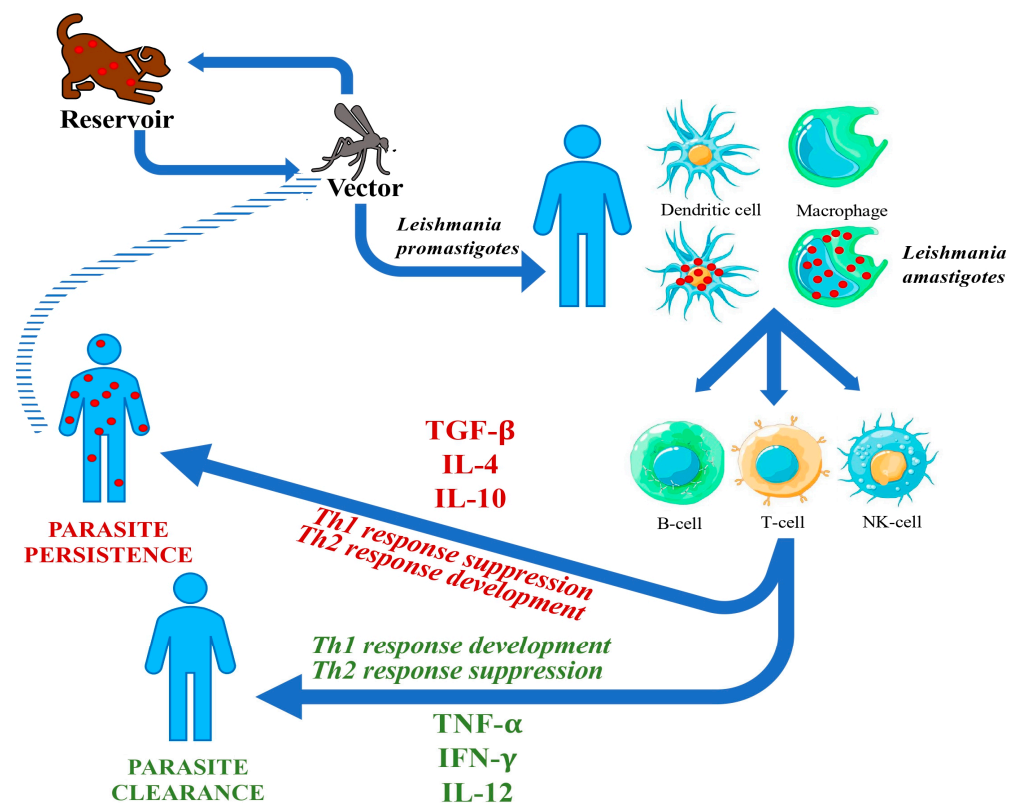 Reservoir
Vector
Leishmania
promastigotes
Dendritic cell
Macrophage
Leishmania
amastigotes
B-cell
T-cell
NK-cell
TGF-β
IL-4
IL-10
Th1 response suppression
Th2 response development
PARASITE
PERSISTENCE
Th1 response development
Th2 response suppression
TNF-α
IFN-γ
IL-12
PARASITE
CLEARANCE